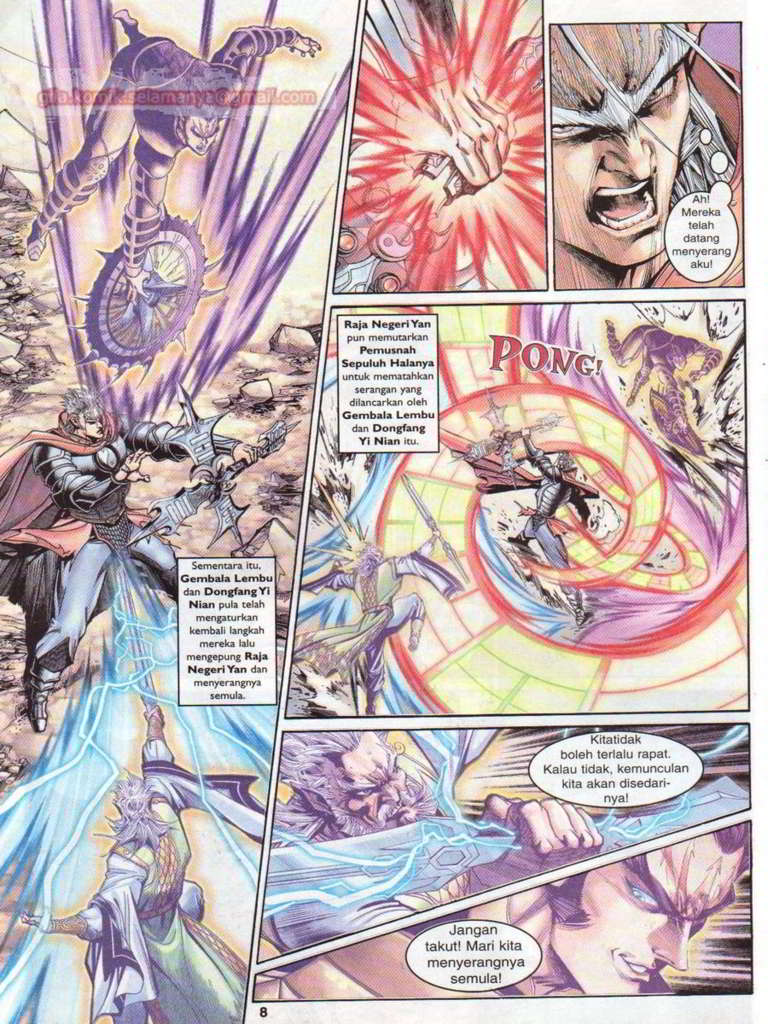 glb.komik.selamanya@gmail.com
Ah!
Mereka
telah
datang
menyerang
aku!
Raja Negeri Yan
pun memutarkan
Pemusnah
Sepuluh Halanya
untuk mematahkan
serangan yang
dilancarkan oleh
Gembala Lembu
dan Dongfang
Yi Nian itu.
PONG!
Sementara itu,
Gembala Lembu
dan Dongfang Yi
Nian pula telah
mengaturkan
kembali langkah
mereka lalu
mengepung Raja
Negeri Yan dan
menyerangnya
semula.
Kitatidak
boleh terlalu rapat.
Kalau tidak, kemunculan
kita akan disedari-
nya!
Jangan
takut! Mari kita
menyerangnya
semula!
8